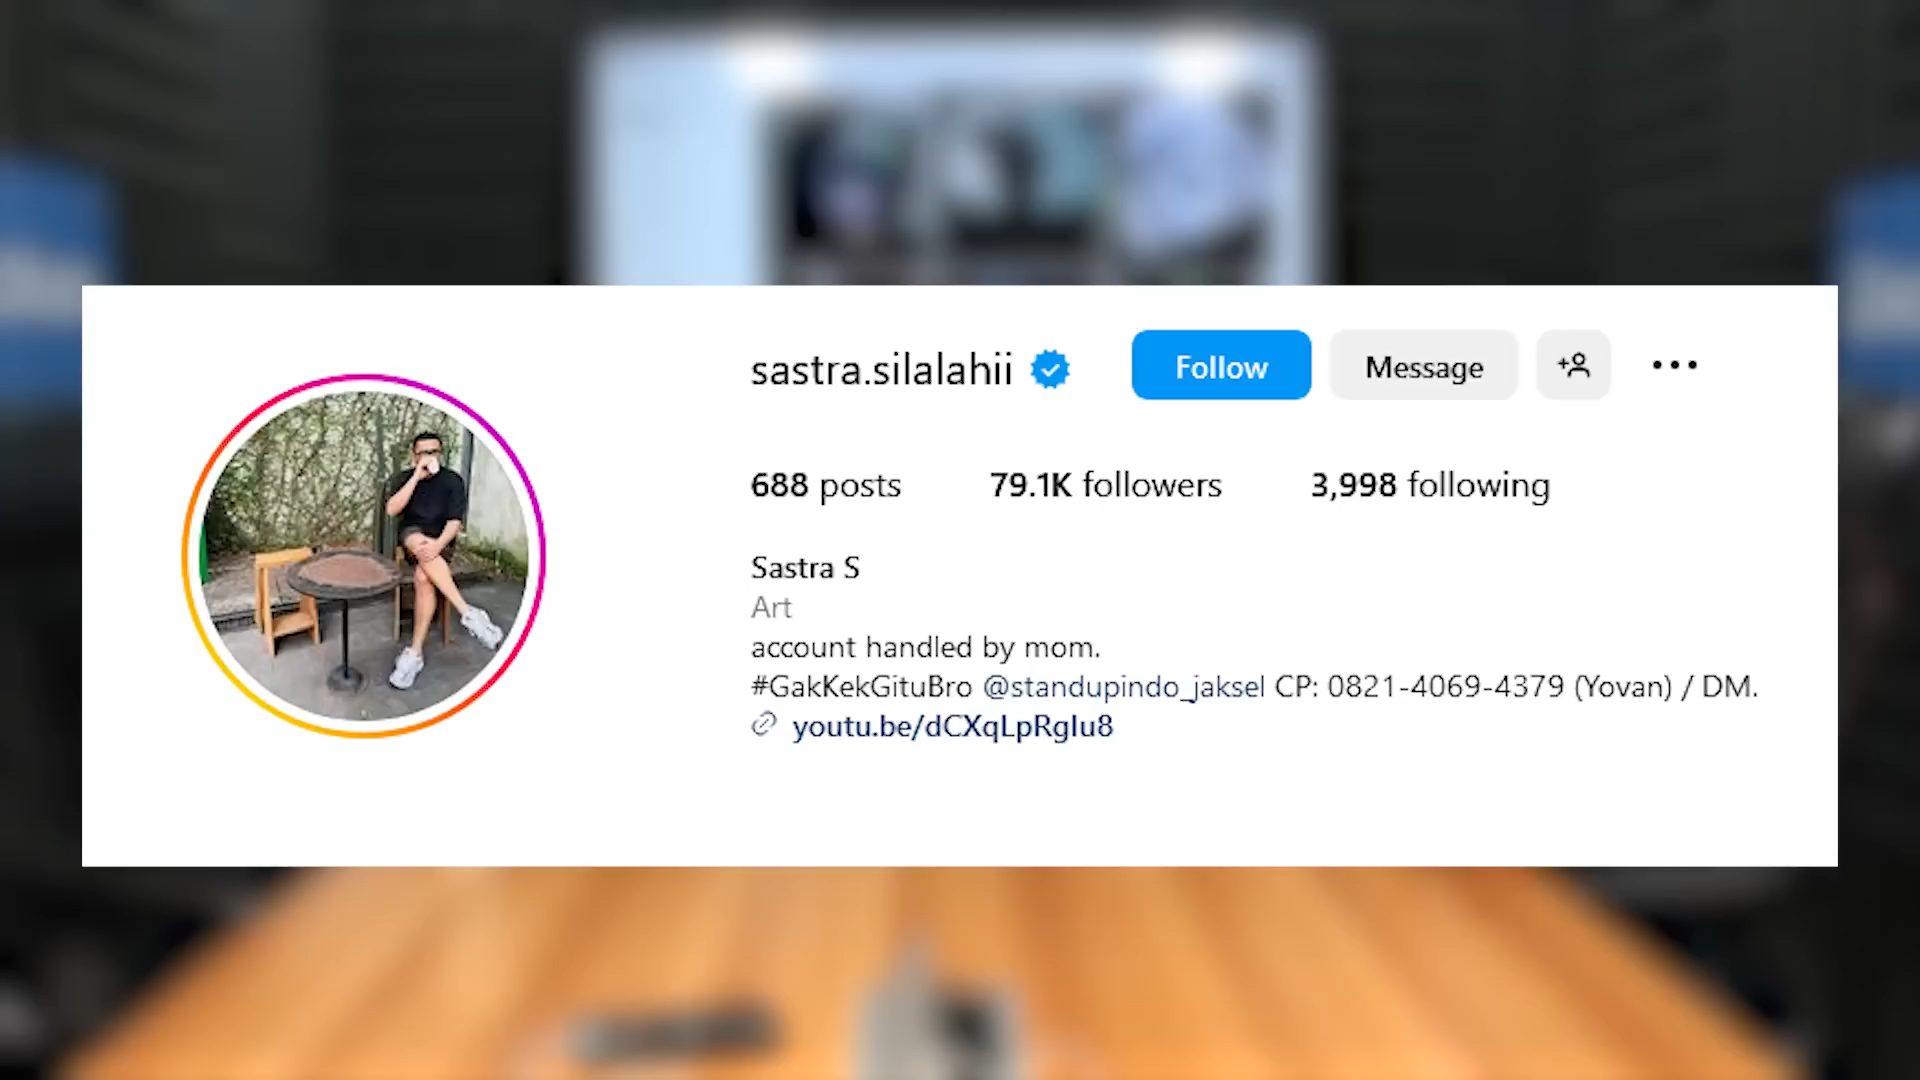 sastra.silalahii Follow Message
688 posts 79.1K followers 3,998 following
Sastra S
Art
account handled by mom.
#GakKekGituBro @standupindo_jaksel CP: 0821-4069-4379 (Yovan) / DM.
youtu.be/dCXqLpRgIu8